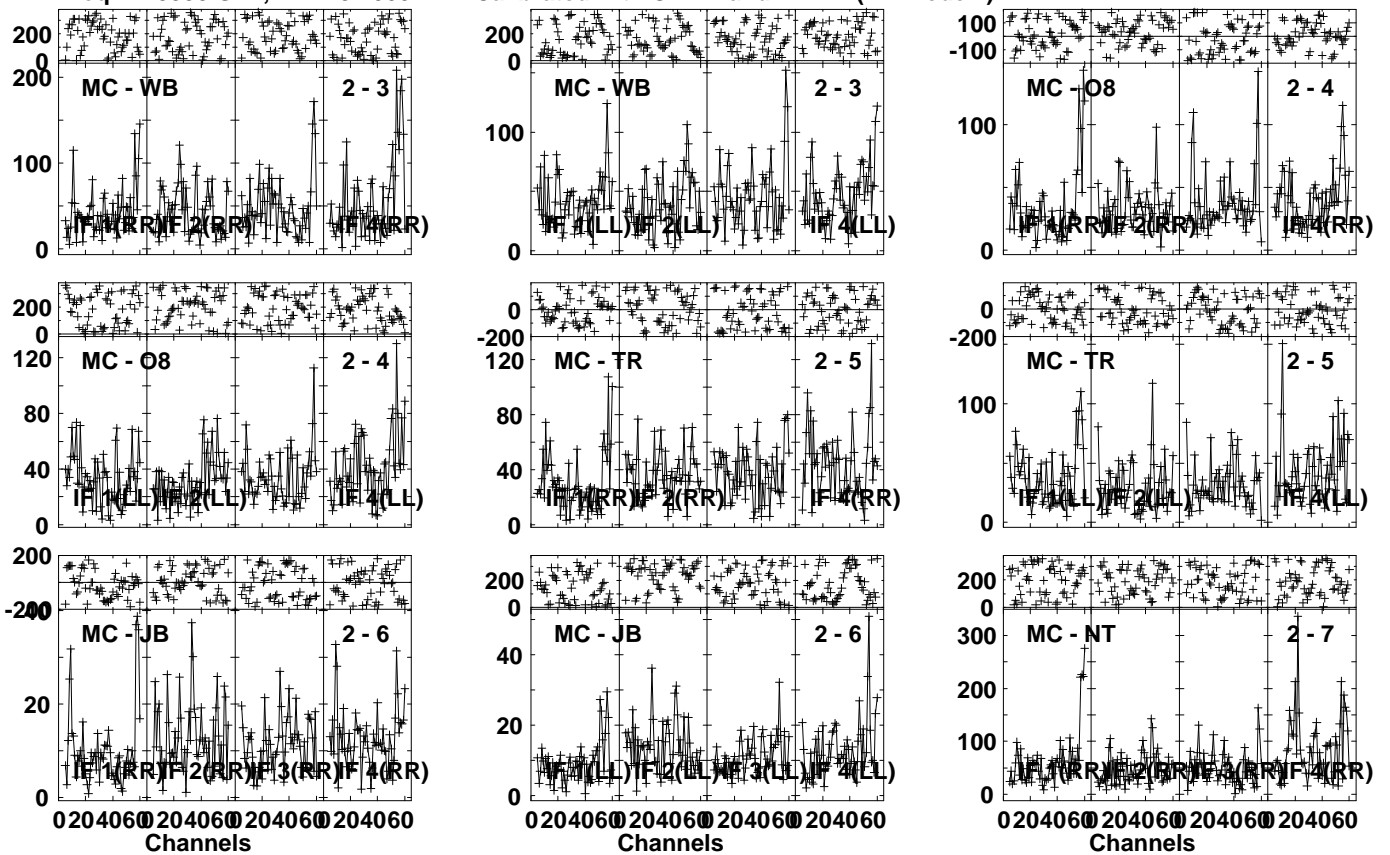 200 200 100
0 0 -100
200 MC - WB 2 - 3 MC - WB 2 - 3 MC - O8 2 - 4
100 100 100
IF 1(RR) IF 2(RR) IF 4(RR) IF 1(LL) IF 2(LL) IF 4(LL) IF 1(RR) IF 2(RR) IF 4(RR)
0 0 0
200 0 0
0 -200 -200
120 MC - O8 2 - 4 120 MC - TR 2 - 5 MC - TR 2 - 5
80 80 100
40 40
IF 1(LL) IF 2(LL) IF 4(LL) IF 1(RR) IF 2(RR) IF 4(RR) IF 1(LL) IF 2(LL) IF 4(LL)
0 0 0
200 200 200
-200 0 0
40 MC - JB 2 - 6 MC - JB 2 - 6 MC - NT 2 - 7
40 300
20 20 200
100
IF 1(RR) IF 2(RR) IF 3(RR) IF 4(RR) IF 1(LL) IF 2(LL) IF 3(LL) IF 4(LL) IF 1(RR) IF 2(RR) IF 3(RR) IF 4(RR)
0 0 0
0 20 40 60 0 20 40 60 0 20 40 60 0 20 40 60 0 20 40 60 0 20 40 60 0 20 40 60 0 20 40 60 0 20 40 60 0 20 40 60 0 20 40 60 0 20 40 60
Channels Channels Channels